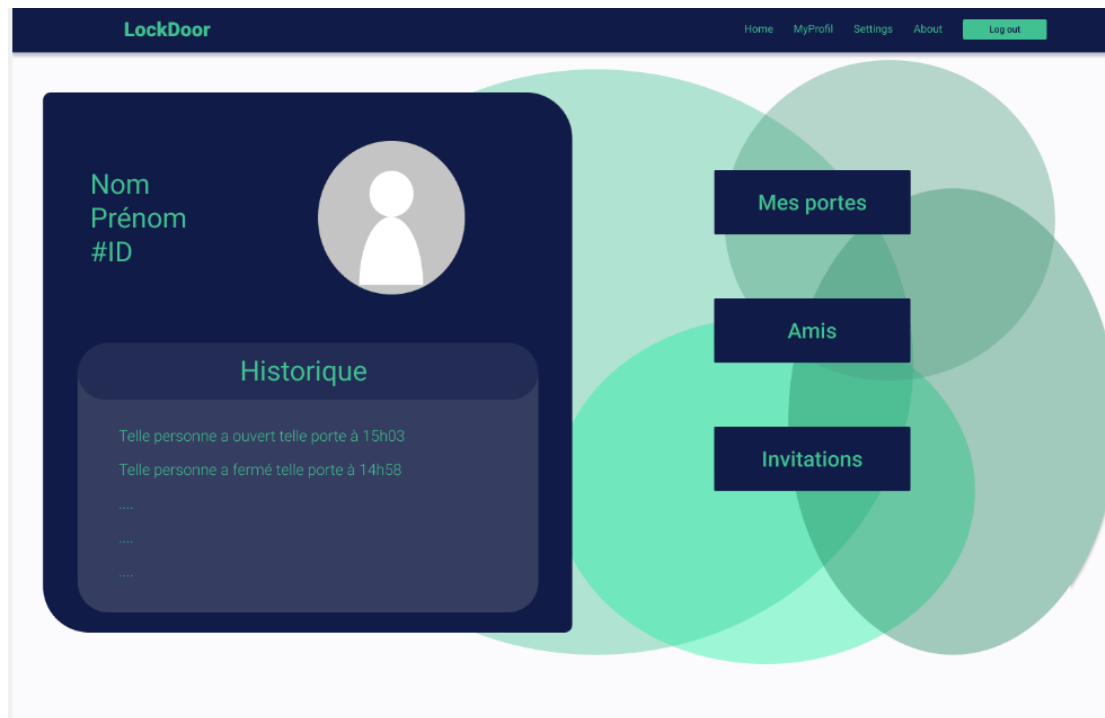 LockDoor
Home MyProfil Settings About Log out
Nom
Prénom
#ID
Historique
Telle personne a ouvert telle porte à 15h03
Telle personne a fermé telle porte à 14h58
....
....
....
Mes portes
Amis
Invitations